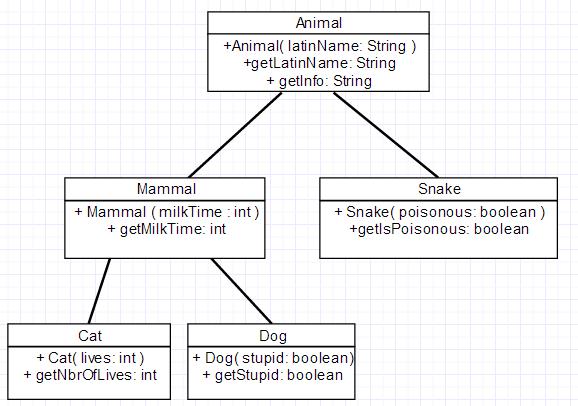 Animal
+Animal( latinName: String )
+getLatinName: String
+ getInfo: String
Mammal
+ Mammal ( milkTime : int )
+ getMilkTime: int
Snake
+ Snake( poisonous: boolean )
+getIsPoisonous: boolean
Cat
+ Cat( lives: int )
+ getNbrOfLives: int
Dog
+ Dog( stupid: boolean)
+ getStupid: boolean